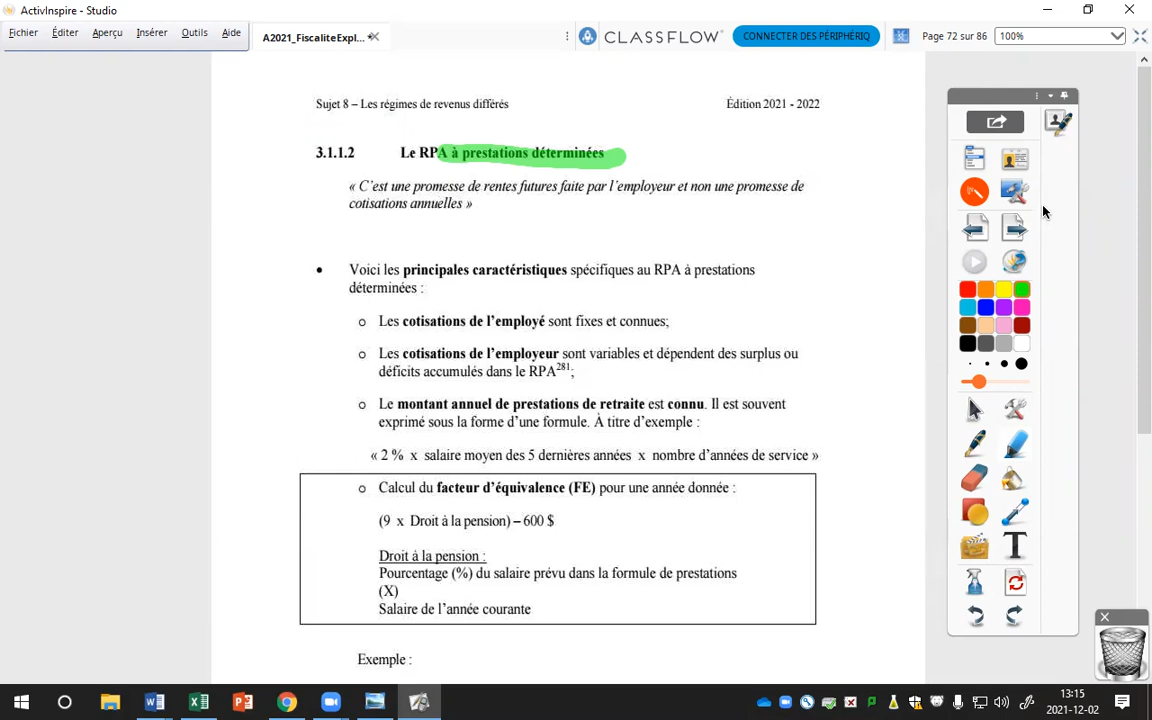 ActivInspire - Studio
Fichier Éditer Aperçu Insérer Outils Aide
A2021_FiscaliteExpl...
CLASSFLOW
CONNECTER DES PÉRIPHÉRIQ
Page 72 sur 86
100%
Sujet 8 – Les régimes de revenus différés
Édition 2021 - 2022
3.1.1.2 Le RPA à prestations déterminées
« C'est une promesse de rentes futures faite par l'employeur et non une promesse de
cotisations annuelles »
• Voici les principales caractéristiques spécifiques au RPA à prestations
déterminées :
o Les cotisations de l'employé sont fixes et connues;
o Les cotisations de l'employeur sont variables et dépendent des surplus ou
déficits accumulés dans le RPA281;
o Le montant annuel de prestations de retraite est connu. Il est souvent
exprimé sous la forme d'une formule. À titre d'exemple :
« 2 % x salaire moyen des 5 dernières années x nombre d'années de service »
o Calcul du facteur d'équivalence (FE) pour une année donnée :
(9 x Droit à la pension) – 600 $
Droit à la pension :
Pourcentage (%) du salaire prévu dans la formule de prestations
(X)
Salaire de l'année courante
Exemple :
13:15
2021-12-02